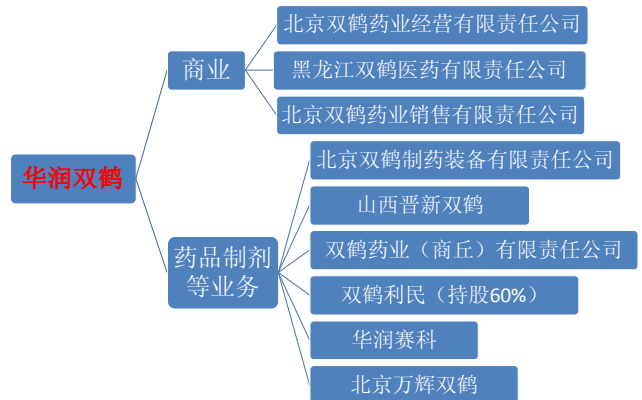 华润双鹤
商业
北京双鹤药业经营有限责任公司
黑龙江双鹤医药有限责任公司
北京双鹤药业销售有限责任公司
药品制剂
等业务
北京双鹤制药装备有限责任公司
山西晋新双鹤
双鹤药业（商丘）有限责任公司
双鹤利民（持股60%）
华润赛科
北京万辉双鹤